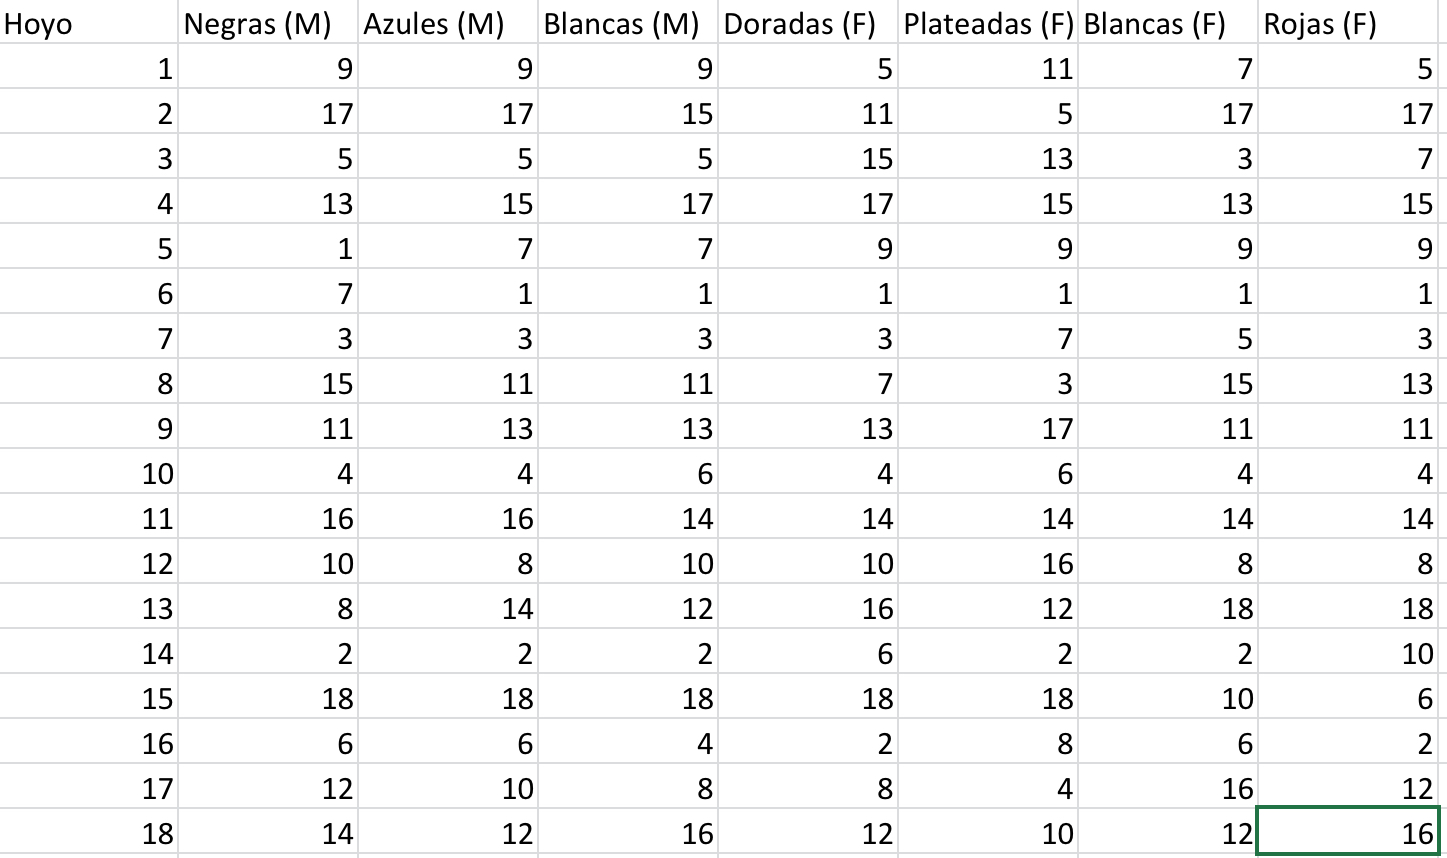 Hoyo Negras (M) Azules (M) Blancas (M) Doradas (F) Plateadas (F) Blancas (F) Rojas (F)
1 9 9 9 5 11 7 5
2 17 17 15 11 5 17 17
3 5 5 5 15 13 3 7
4 13 15 17 17 15 13 15
5 1 7 7 9 9 9 9
6 7 1 1 1 1 1 1
7 3 3 3 3 7 5 3
8 15 11 11 7 3 15 13
9 11 13 13 13 17 11 11
10 4 4 6 4 6 4 4
11 16 16 14 14 14 14 14
12 10 8 10 10 16 8 8
13 8 14 12 16 12 18 18
14 2 2 2 6 2 2 10
15 18 18 18 18 18 10 6
16 6 6 4 2 8 6 2
17 12 10 8 8 4 16 12
18 14 12 16 12 10 12 16